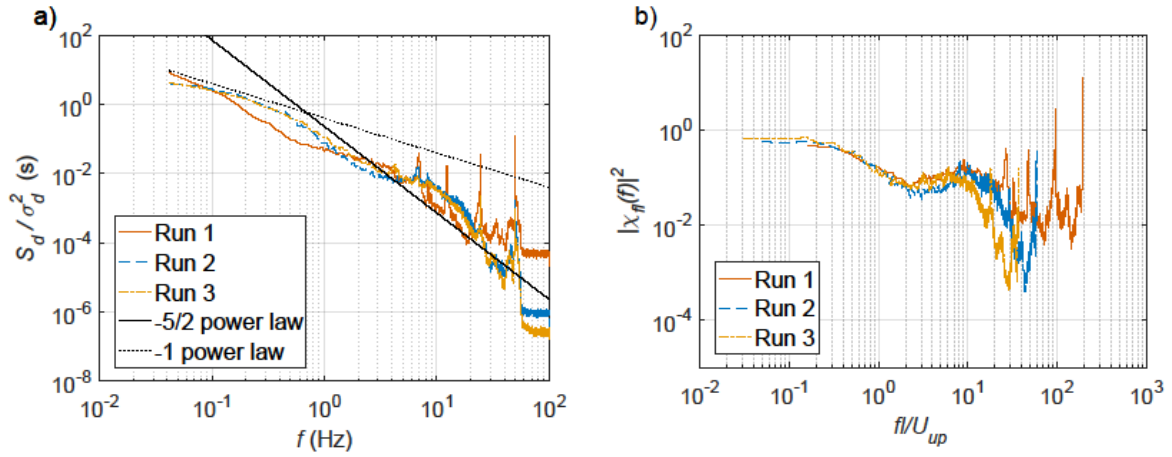 a)
10^2
10^0
10^-2
10^-4
10^-6
10^-8
S_d / σ_d^2 (s)
Run 1
Run 2
Run 3
-5/2 power law
-1 power law
10^-2
10^-1
10^0
10^1
10^2
f (Hz)
b)
10^2
10^0
10^-2
10^-4
|χ_fl(f)|^2
Run 1
Run 2
Run 3
10^-2
10^-1
10^0
10^1
10^2
10^3
fl/U_up